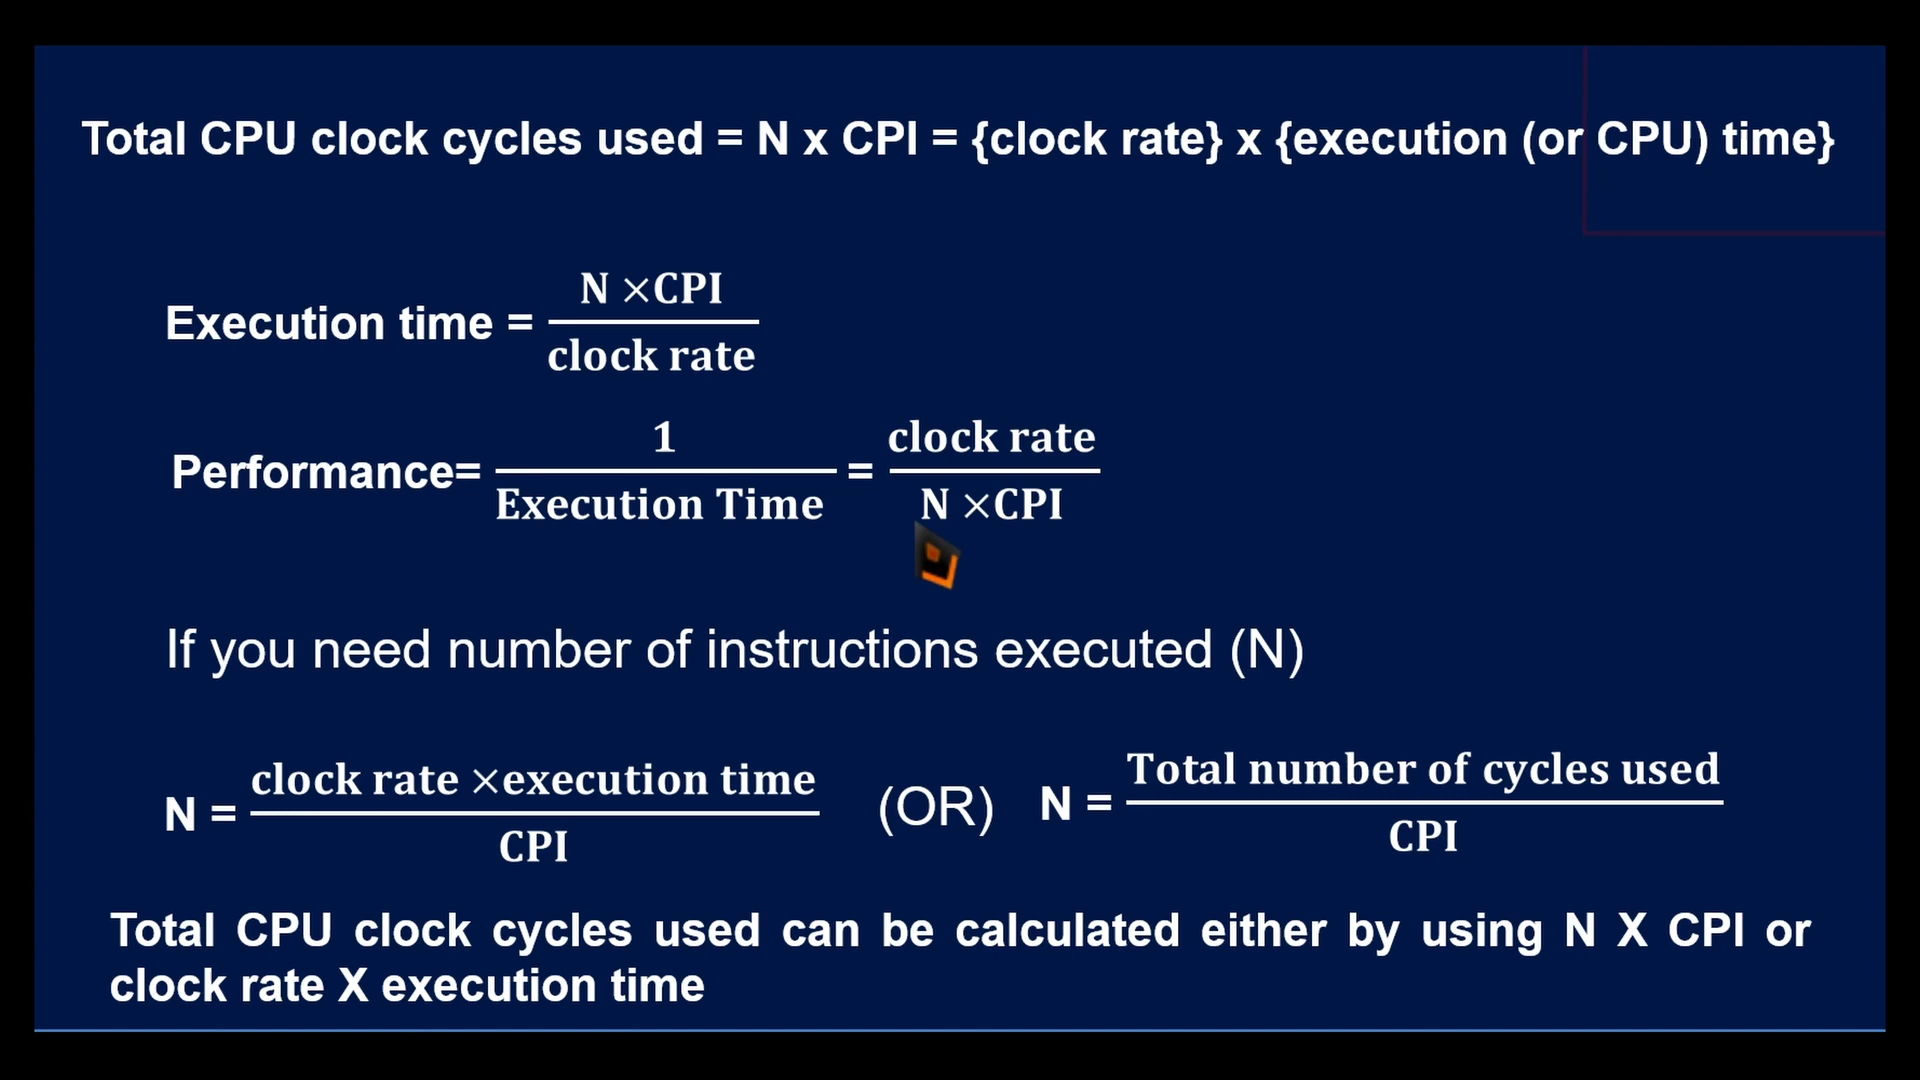 Total CPU clock cycles used = N x CPI = {clock rate} x {execution (or CPU) time}
Execution time = N ×CPI / clock rate
Performance= 1 / Execution Time = clock rate / N ×CPI
If you need number of instructions executed (N)
N = clock rate ×execution time / CPI (OR) N = Total number of cycles used / CPI
Total CPU clock cycles used can be calculated either by using N X CPI or
clock rate X execution time